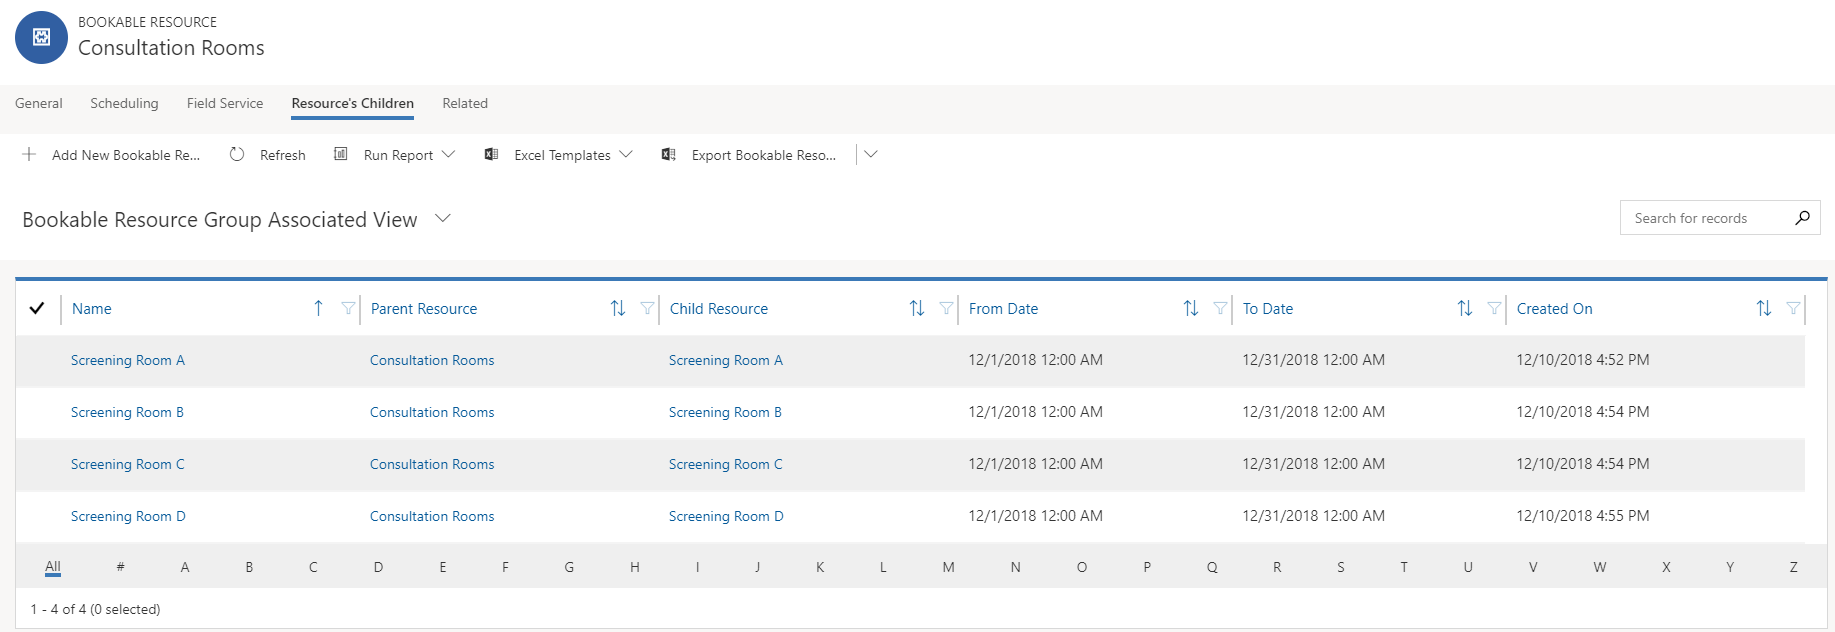 BOOKABLE RESOURCE
Consultation Rooms
General Scheduling Field Service Resource's Children Related
Add New Bookable Re... Refresh Run Report Excel Templates Export Bookable Reso...
Bookable Resource Group Associated View
Search for records
Name Parent Resource Child Resource From Date To Date Created On
Screening Room A Consultation Rooms Screening Room A 12/1/2018 12:00 AM 12/31/2018 12:00 AM 12/10/2018 4:52 PM
Screening Room B Consultation Rooms Screening Room B 12/1/2018 12:00 AM 12/31/2018 12:00 AM 12/10/2018 4:54 PM
Screening Room C Consultation Rooms Screening Room C 12/1/2018 12:00 AM 12/31/2018 12:00 AM 12/10/2018 4:54 PM
Screening Room D Consultation Rooms Screening Room D 12/1/2018 12:00 AM 12/31/2018 12:00 AM 12/10/2018 4:55 PM
All # A B C D E F G H I J K L M N O P Q R S T U V W X Y Z
1 - 4 of 4 (0 selected)